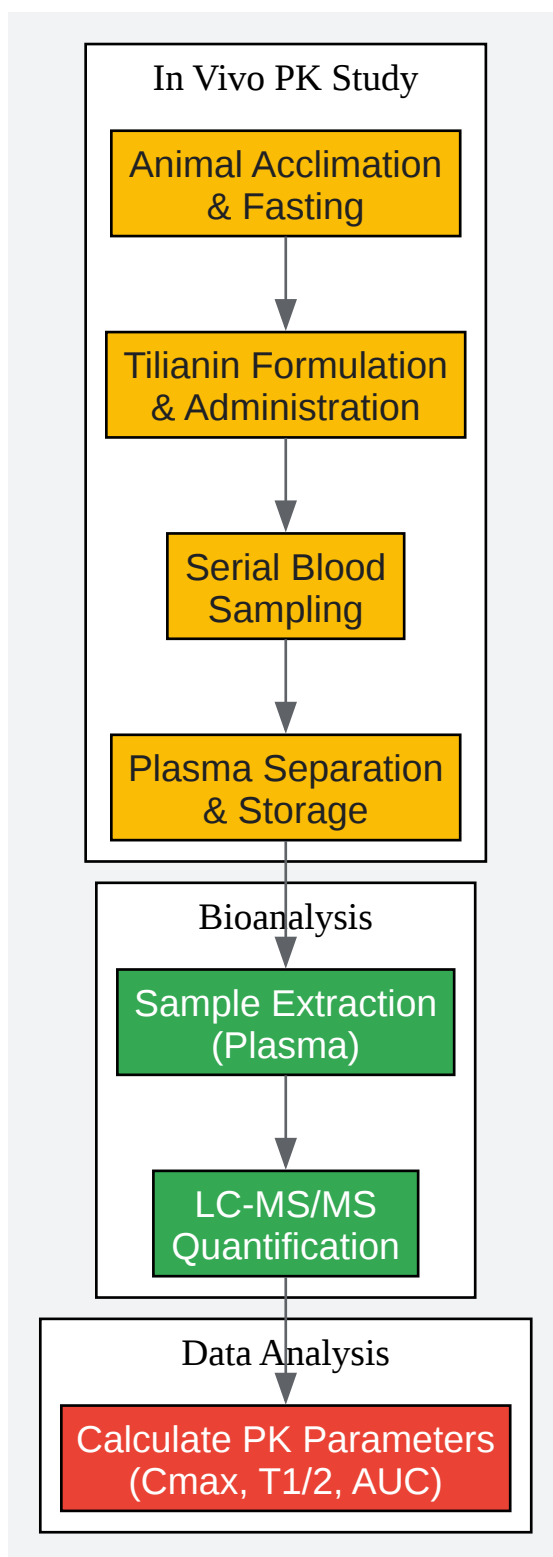 In Vivo PK Study
Animal Acclimation
& Fasting
Tilianin Formulation
& Administration
Serial Blood
Sampling
Plasma Separation
& Storage
Bioanalysis
Sample Extraction
(Plasma)
LC-MS/MS
Quantification
Data Analysis
Calculate PK Parameters
(Cmax, T1/2, AUC)